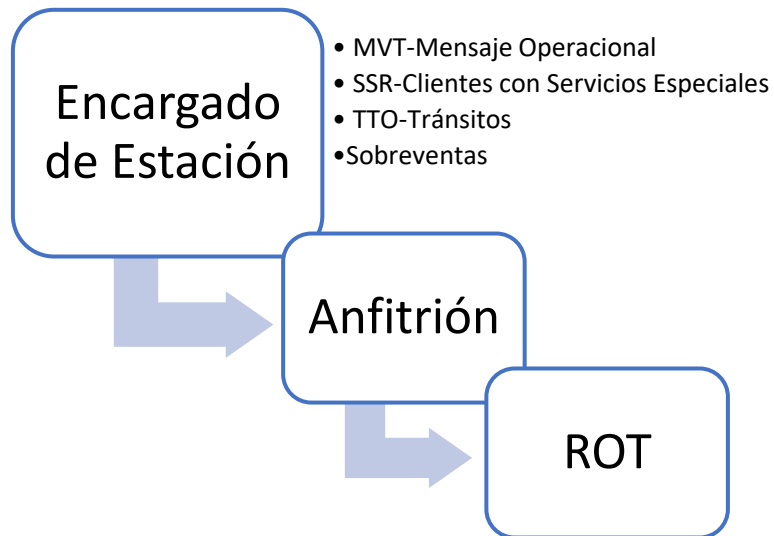 Encargado
de Estación
• MVT-Mensaje Operacional
• SSR-Clientes con Servicios Especiales
• TTO-Tránsitos
•Sobreventas
Anfitrión
ROT